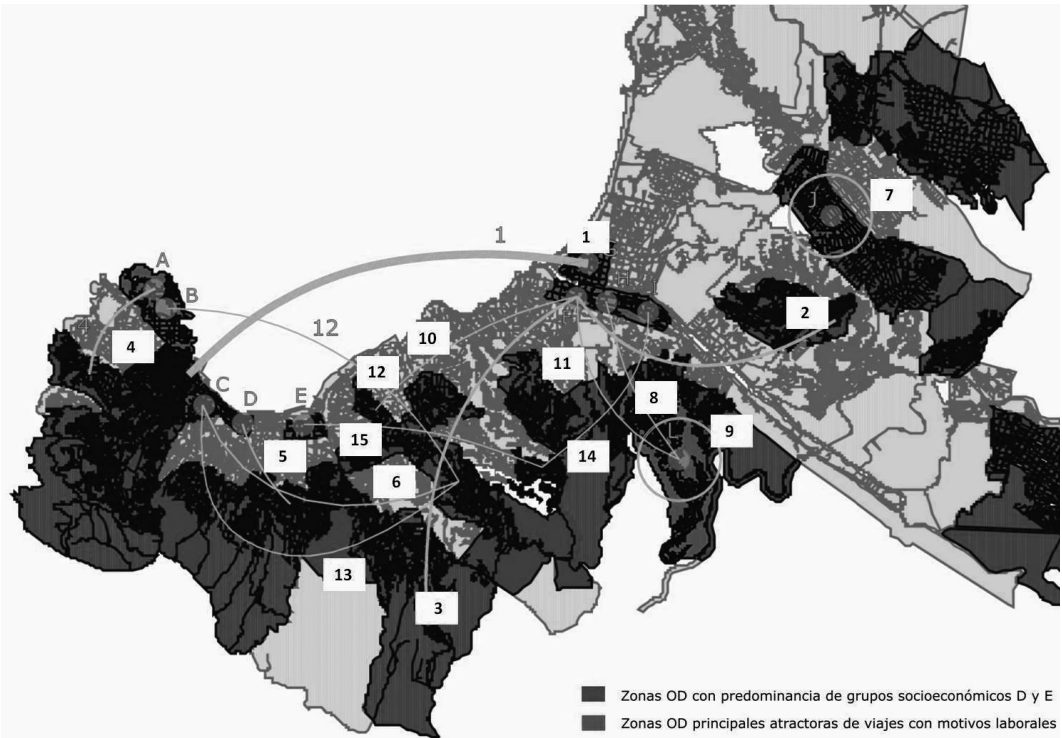 1
1
7
A
B
2
12
10
4
12
11
C
8
D
E
15
9
5
14
6
13
3
Zonas OD con predominancia de grupos socioeconómicos D y E
Zonas OD principales atractoras de viajes con motivos laborales